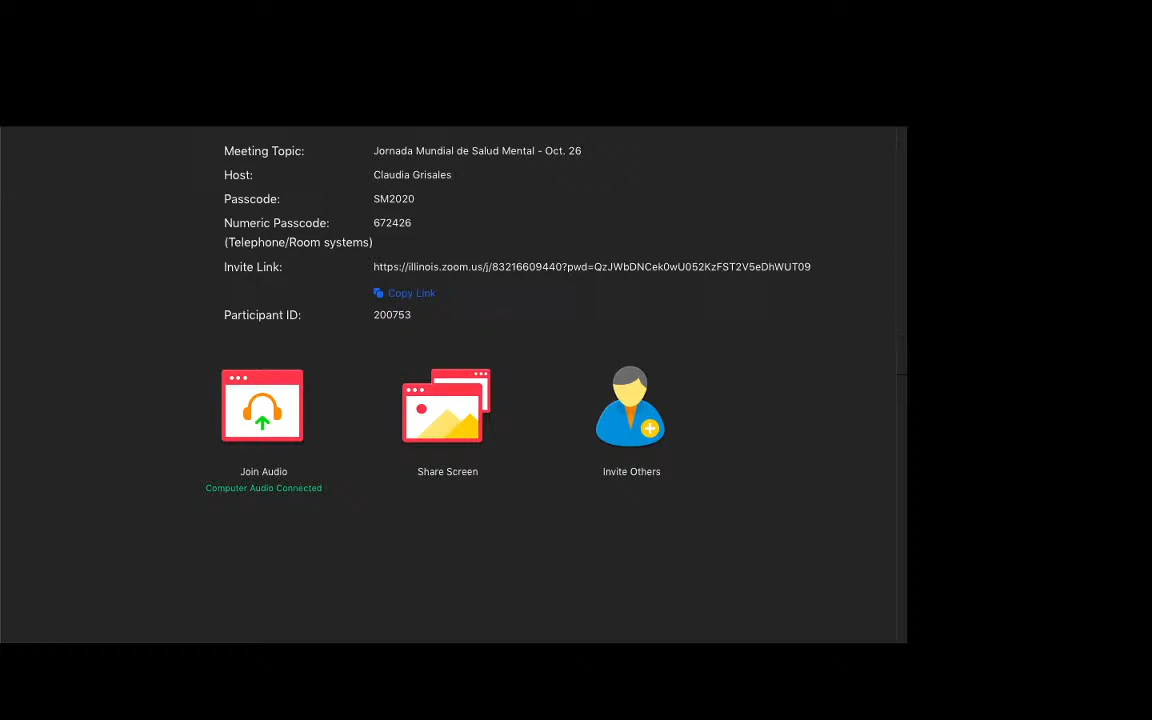 Meeting Topic: Jornada Mundial de Salud Mental - Oct. 26
Host: Claudia Grisales
Passcode: SM2020
Numeric Passcode: 672426
(Telephone/Room systems)
Invite Link: https://illinois.zoom.us/j/83216609440?pwd=QzJWbDNCek0wU052KzFST2V5eDhWUT09
Copy Link
Participant ID: 200753
Join Audio Share Screen Invite Others
Computer Audio Connected